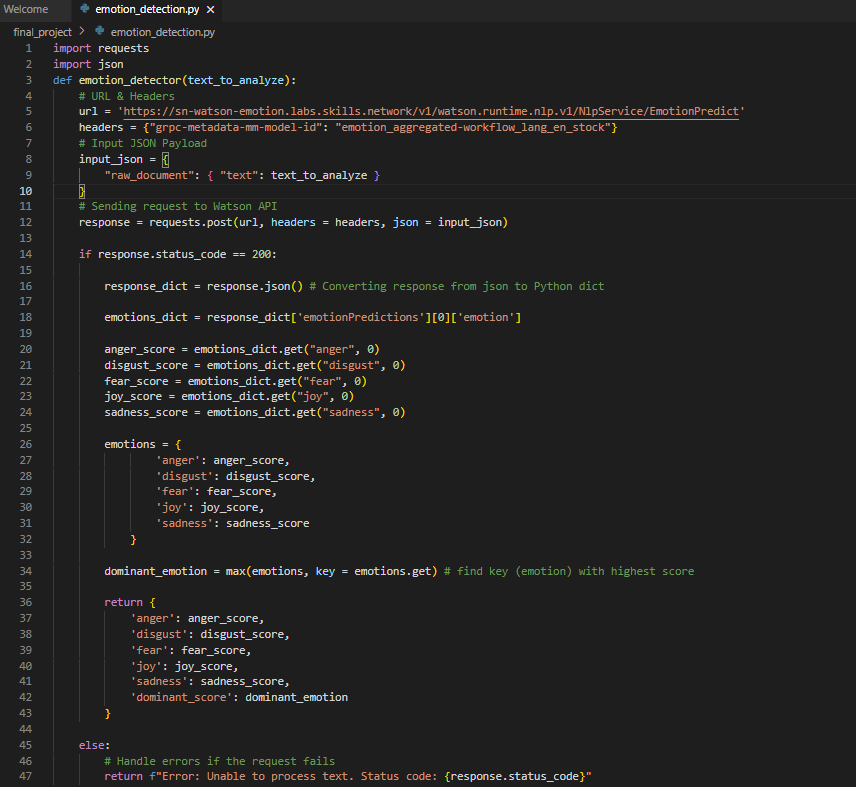 Welcome emotion_detection.py ×
final_project > emotion_detection.py
1 import requests
2 import json
3 def emotion_detector(text_to_analyze):
4 # URL & Headers
5 url = 'https://sn-watson-emotion.labs.skills.network/v1/watson.runtime.nlp.v1/NlpService/EmotionPredict'
6 headers = {"grpc-metadata-mm-model-id": "emotion_aggregated-workflow_lang_en_stock"}
7 # Input JSON Payload
8 input_json = {
9 "raw_document": { "text": text_to_analyze }
10 }
11 # Sending request to Watson API
12 response = requests.post(url, headers = headers, json = input_json)
13
14 if response.status_code == 200:
15
16 response_dict = response.json() # Converting response from json to Python dict
17
18 emotions_dict = response_dict['emotionPredictions'][0]['emotion']
19
20 anger_score = emotions_dict.get("anger", 0)
21 disgust_score = emotions_dict.get("disgust", 0)
22 fear_score = emotions_dict.get("fear", 0)
23 joy_score = emotions_dict.get("joy", 0)
24 sadness_score = emotions_dict.get("sadness", 0)
25
26 emotions = {
27 'anger': anger_score,
28 'disgust': disgust_score,
29 'fear': fear_score,
30 'joy': joy_score,
31 'sadness': sadness_score
32 }
33
34 dominant_emotion = max(emotions, key = emotions.get) # find key (emotion) with highest score
35
36 return {
37 'anger': anger_score,
38 'disgust': disgust_score,
39 'fear': fear_score,
40 'joy': joy_score,
41 'sadness': sadness_score,
42 'dominant_score': dominant_emotion
43 }
44
45 else:
46 # Handle errors if the request fails
47 return f"Error: Unable to process text. Status code: {response.status_code}"